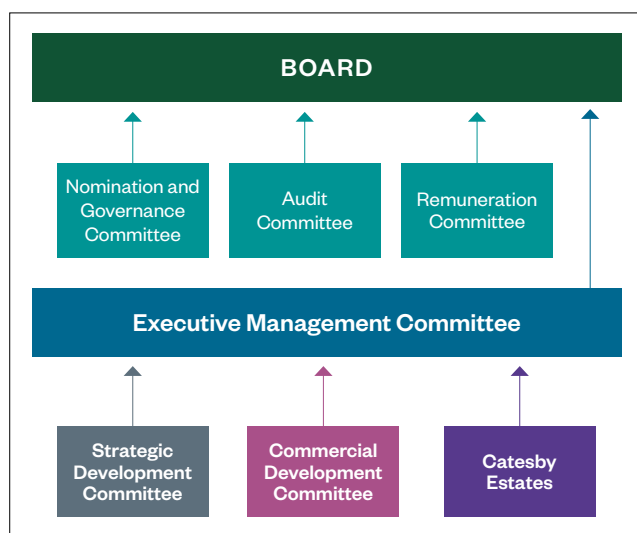 BOARD
Nomination and
Governance
Committee
Audit
Committee
Remuneration
Committee
Executive Management Committee
Strategic
Development
Committee
Commercial
Development
Committee
Catesby
Estates